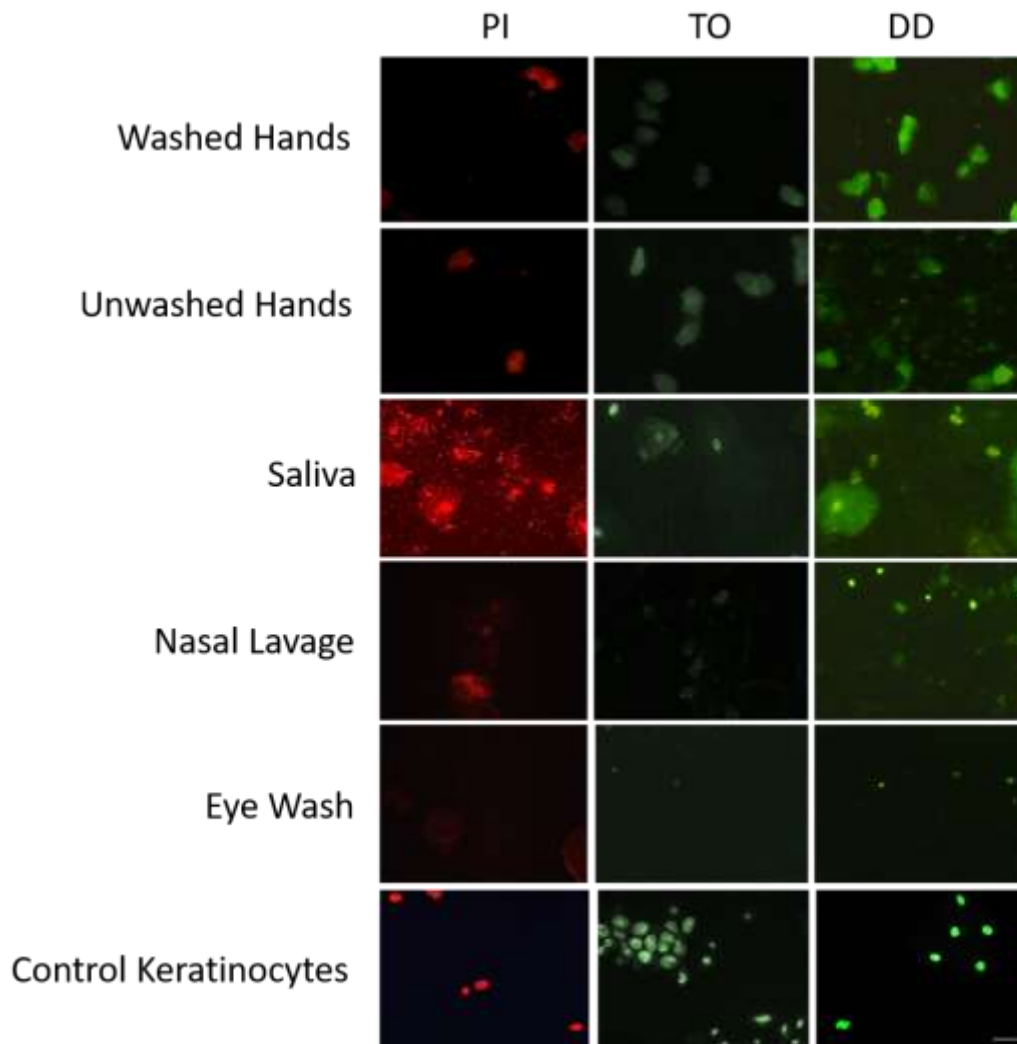 PI TO DD
Washed Hands
Unwashed Hands
Saliva
Nasal Lavage
Eye Wash
Control Keratinocytes